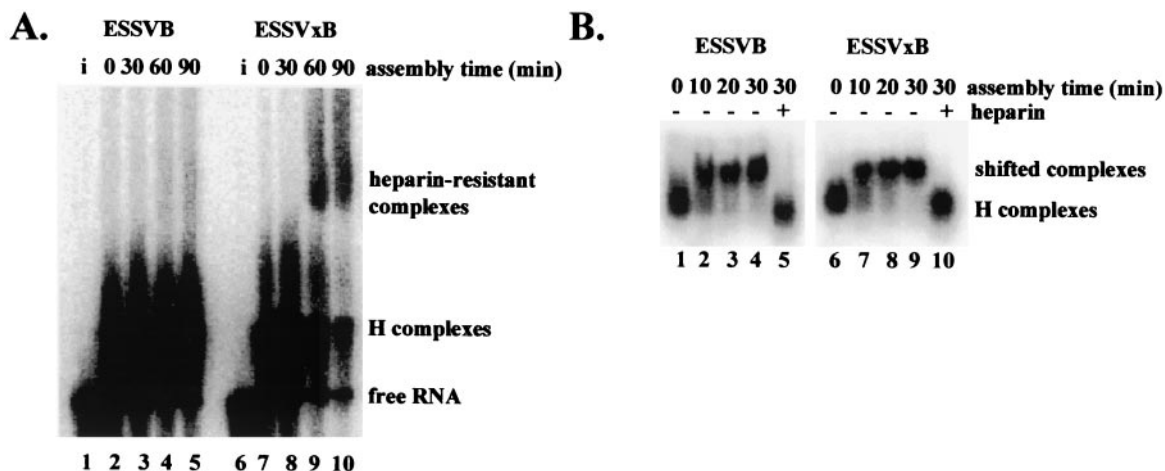 A.
ESSVB ESSVxB
i 0 30 60 90 i 0 30 60 90 assembly time (min)
heparin-resistant
complexes
H complexes
free RNA
1 2 3 4 5 6 7 8 9 10
B.
ESSVB ESSVxB
0 10 20 30 30 0 10 20 30 30 assembly time (min)
- - - - + - - - - + heparin
shifted complexes
H complexes
1 2 3 4 5 6 7 8 9 10